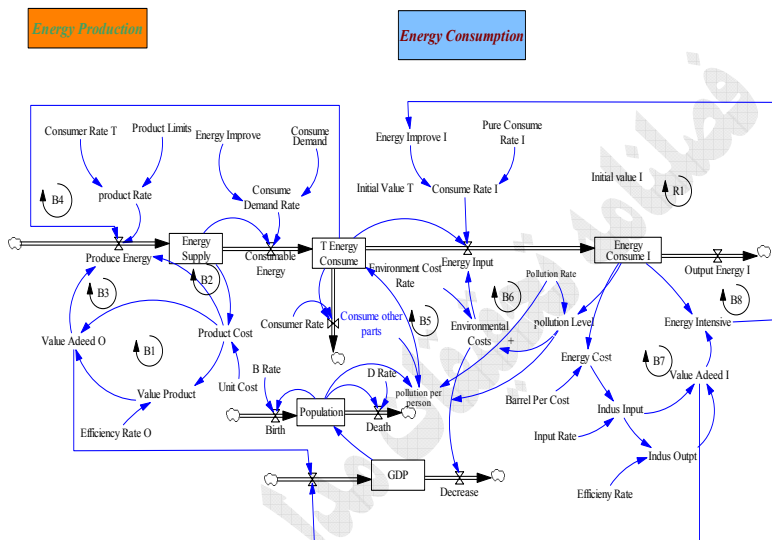 Energy Production
Energy Consumption
Consumer Rate T
Product Limits
Energy Improve
Consume
Demand
Energy Improve I
Pure Consume
Rate I
B4
product Rate
Consume
Demand Rate
Initial Value T
Consume Rate I
Initial value I
R1
Produce Energy
Energy
Supply
Consumable
Energy
T Energy
Consume
Energy Input
Energy
Consume I
Output Energy I
B3
B2
Environment Cost
Rate
Pollution Rate
B6
B8
Value Adeed O
B1
Product Cost
Consumer Rate
Consume other
parts
B5
Environmental
Costs
+
pollution Level
Energy Intensive
Energy Cost
B7
Value Adeed I
Value Product
Unit Cost
B Rate
D Rate
pollution per
person
Barrel Per Cost
Efficiency Rate O
Birth
Population
Death
Indus Input
Input Rate
Indus Outpt
GDP
Decrease
Efficieny Rate